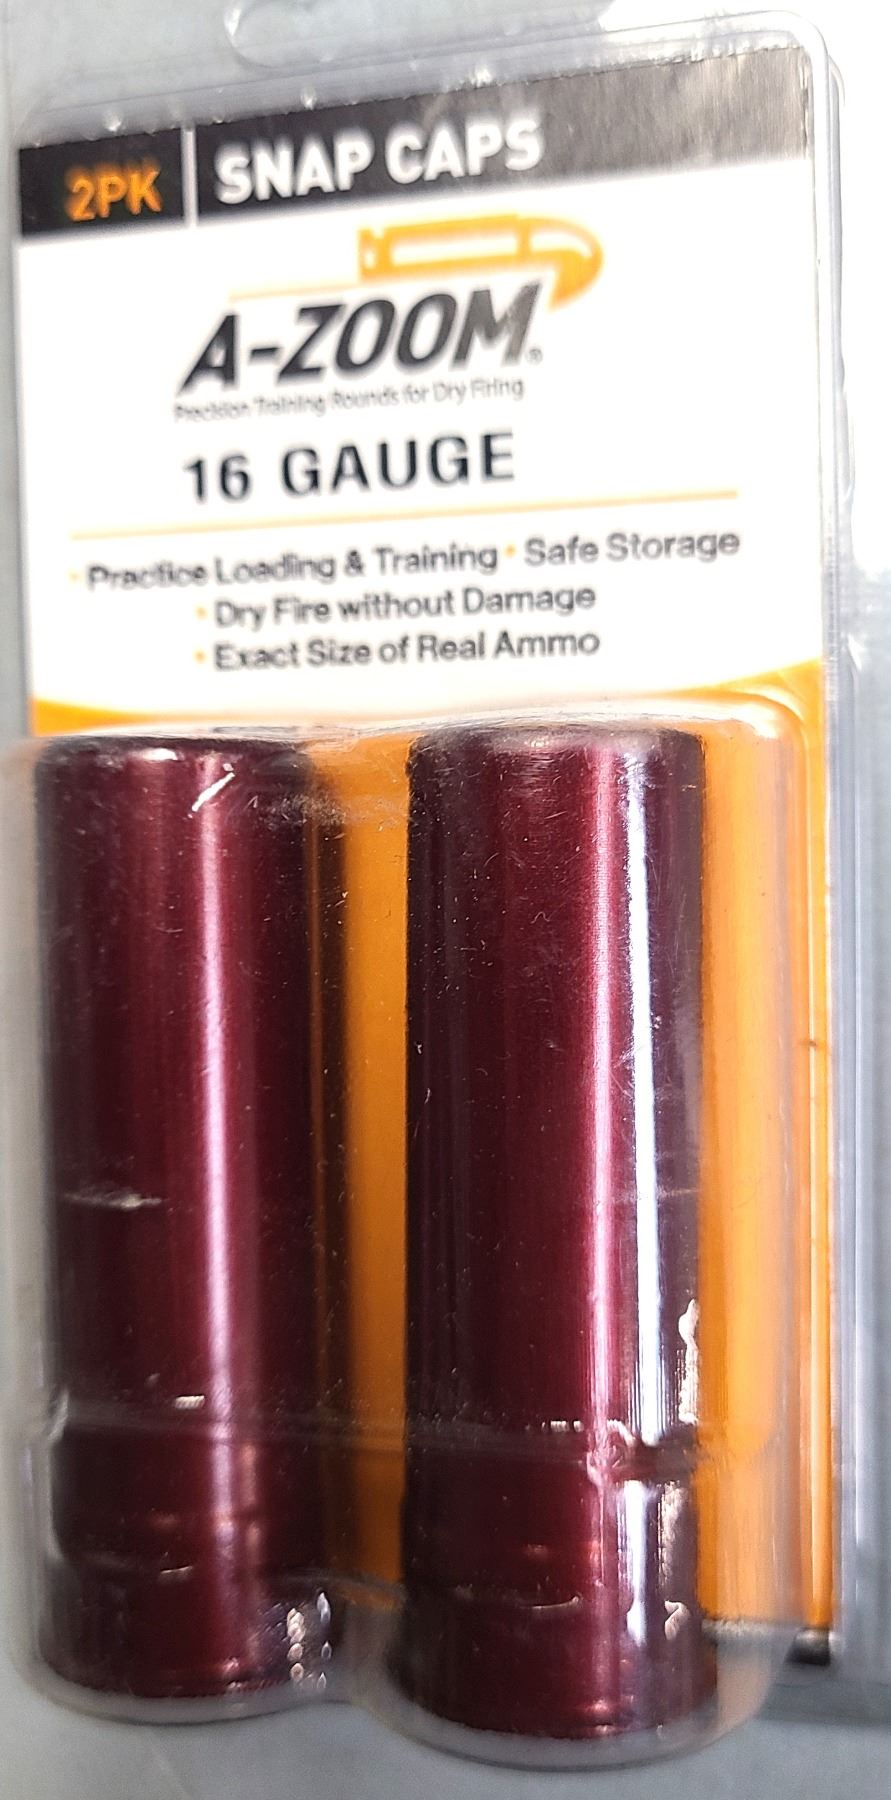 2PK | SNAP CAPS
A-ZOOM®
Precision Training Rounds for Dry Firing
16 GAUGE
• Practice Loading & Training • Safe Storage
• Dry Fire without Damage
• Exact Size of Real Ammo